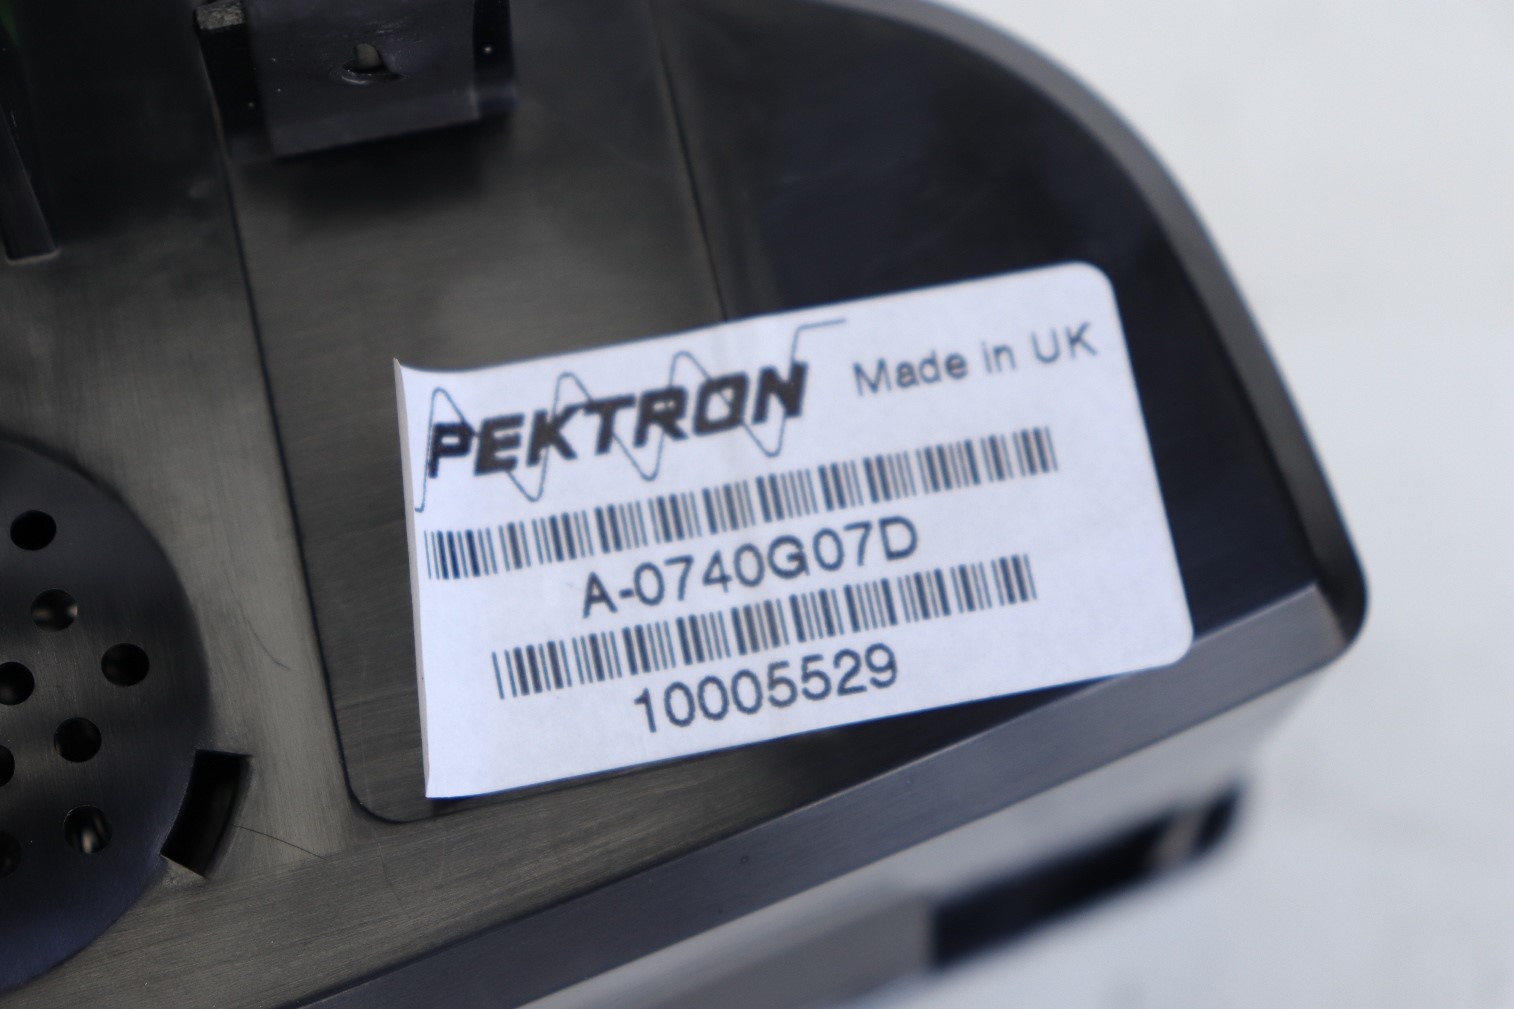 PEKTRON Made in UK
A-0740G07D
10005529